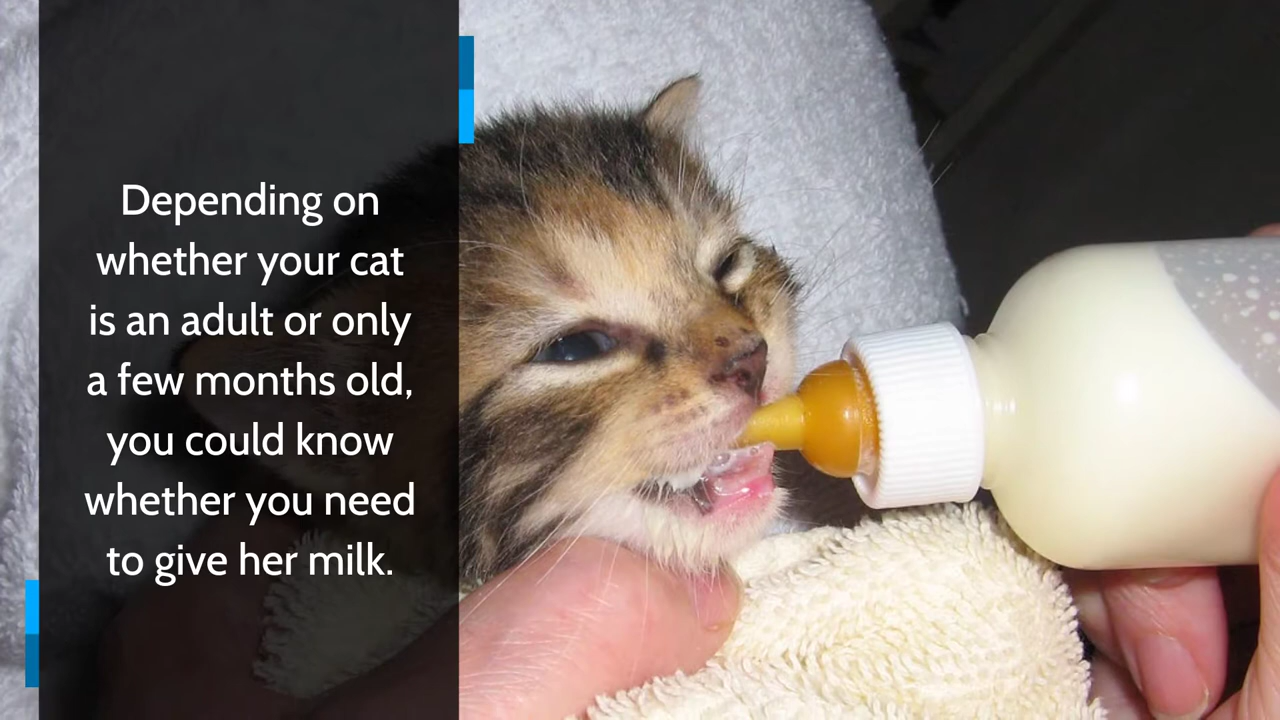 Depending on
whether your cat
is an adult or only
a few months old,
you could know
whether you need
to give her milk.